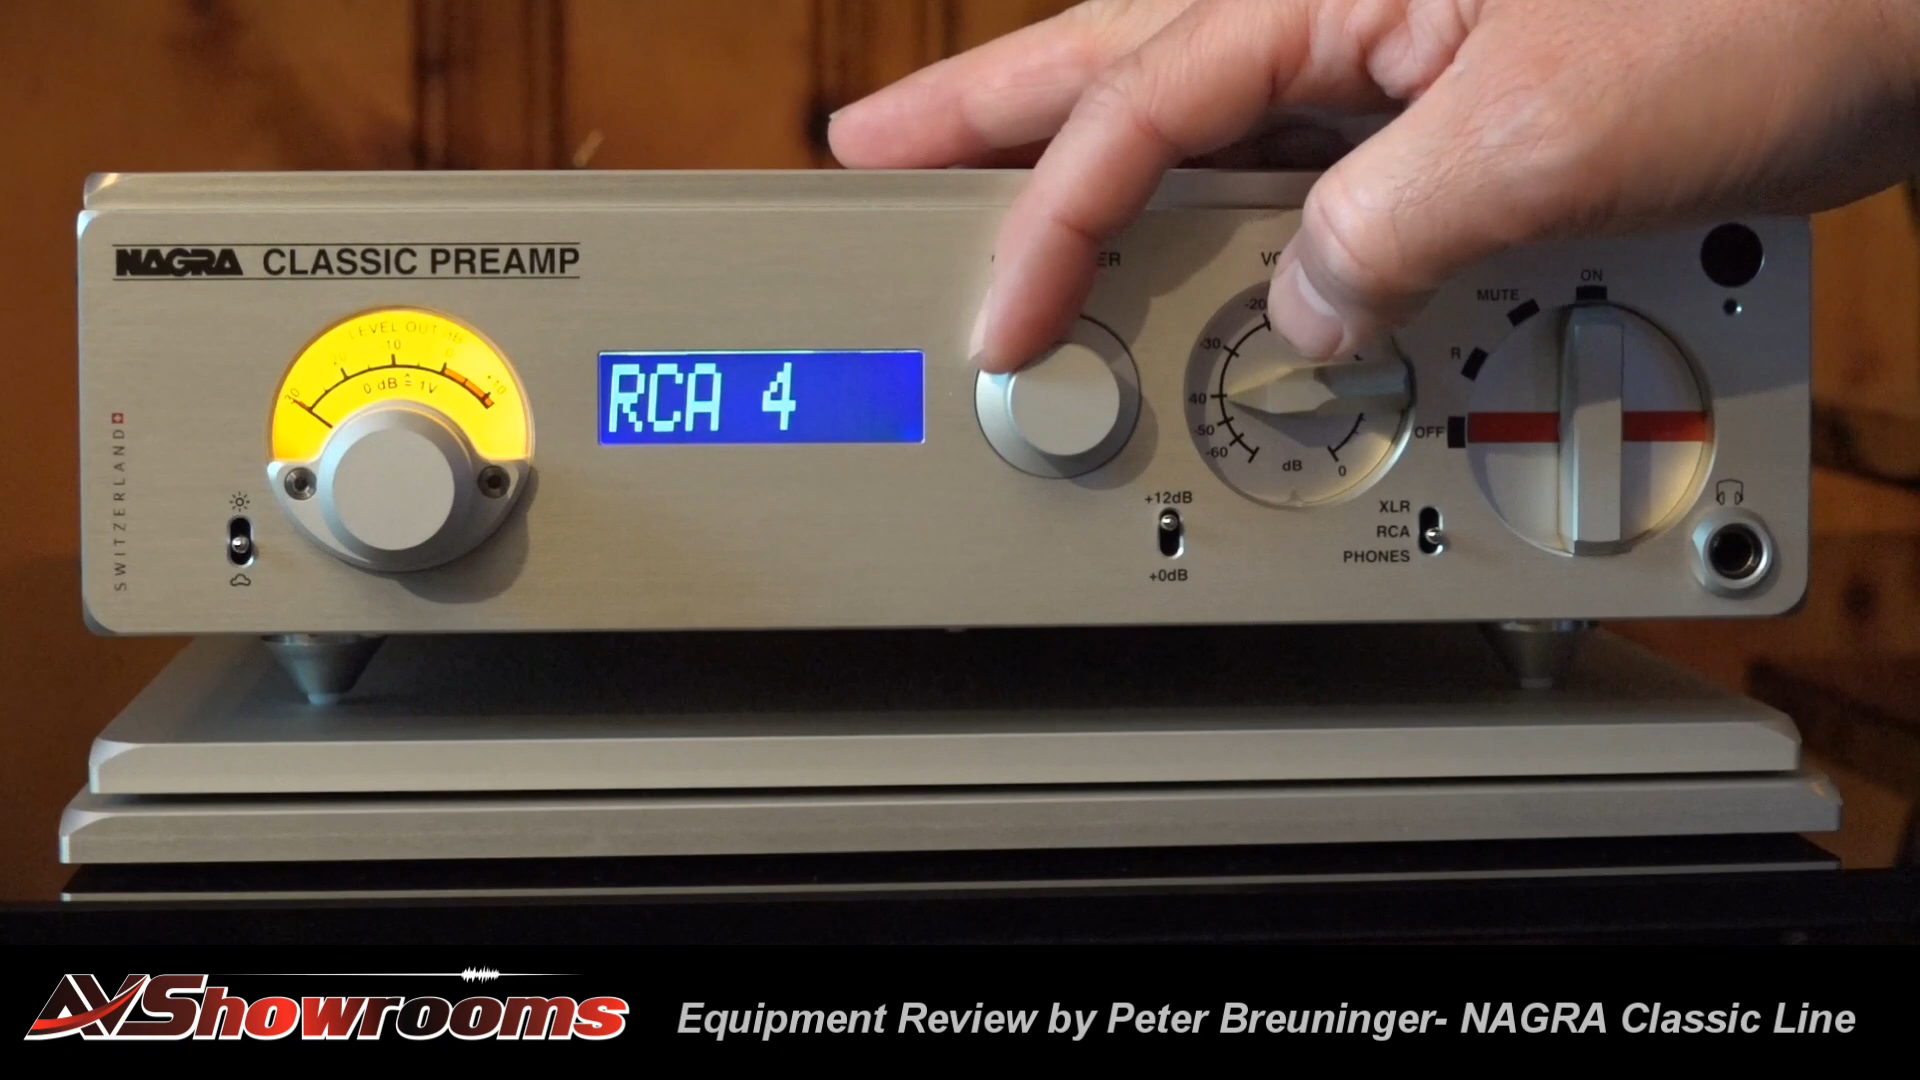 NAGRA CLASSIC PREAMP
LEVEL OUT dB
30 20 -10 0 +10
0 dB ≙ 1V
SWITZERLAND
RCA 4
ER
-20
-30
40
-50
-60
dB
0
+12dB
+0dB
ON
MUTE
R
OFF
XLR
RCA
PHONES
AVShowrooms
Equipment Review by Peter Breuninger- NAGRA Classic Line